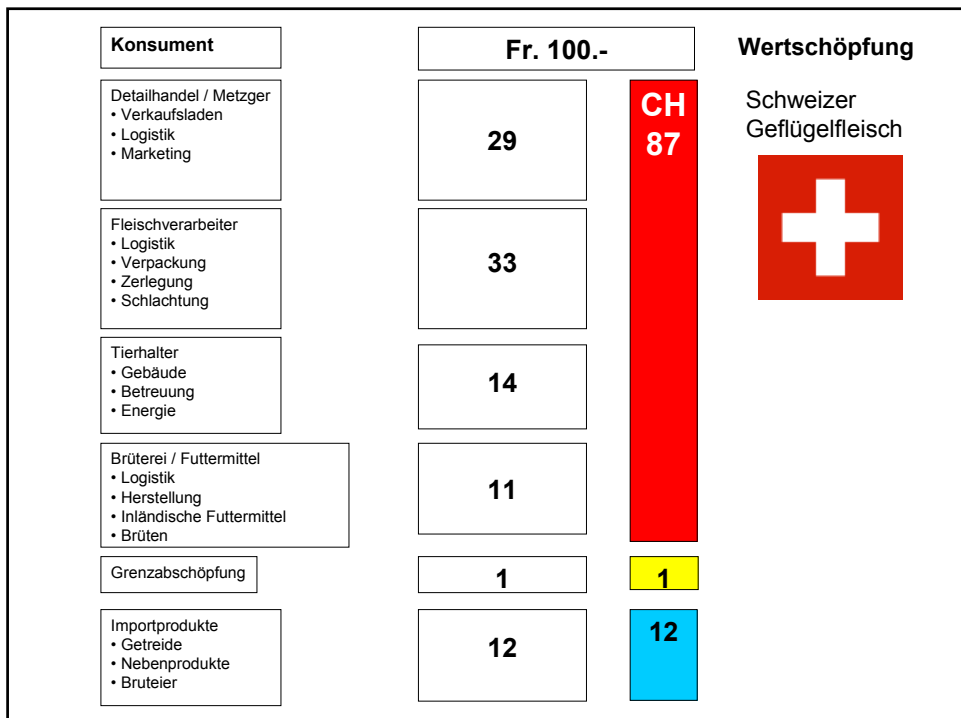 Konsument
Fr. 100.-
Wertschöpfung
Detailhandel / Metzger
• Verkaufsladen
• Logistik
• Marketing
29
CH
87
Schweizer
Geflügelfleisch
Fleischverarbeiter
• Logistik
• Verpackung
• Zerlegung
• Schlachtung
33
Tierhalter
• Gebäude
• Betreuung
• Energie
14
Brüterei / Futtermittel
• Logistik
• Herstellung
• Inländische Futtermittel
• Brüten
11
Grenzabschöpfung
1
1
Importprodukte
• Getreide
• Nebenprodukte
• Bruteier
12
12